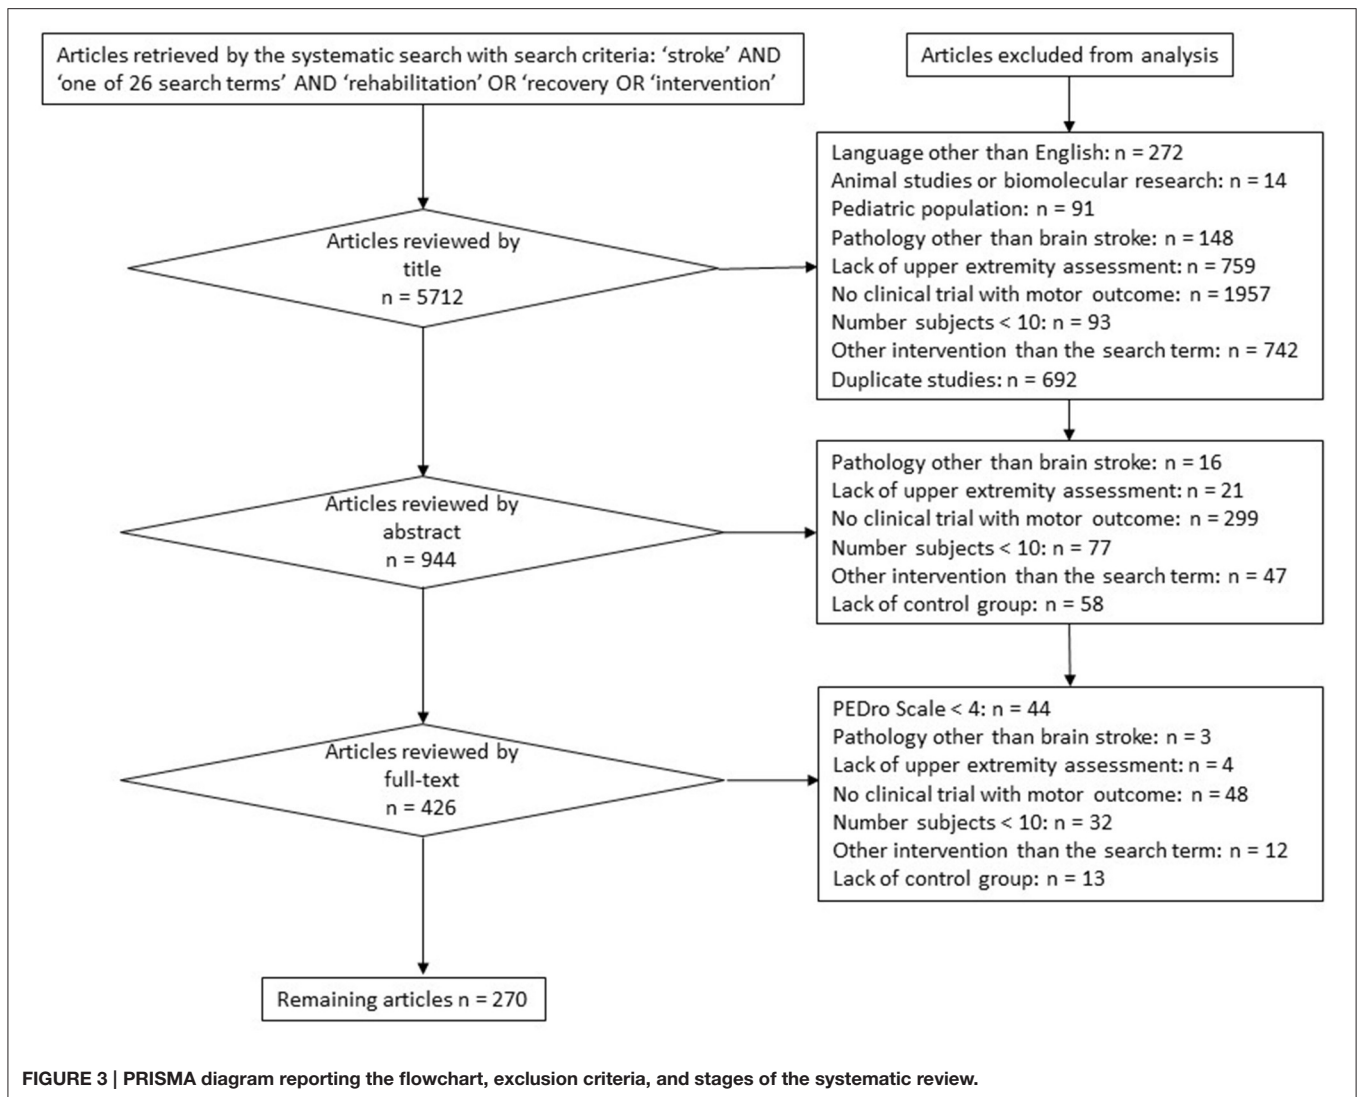 Articles retrieved by the systematic search with search criteria: ‘stroke’ AND
‘one of 26 search terms’ AND ‘rehabilitation’ OR ‘recovery OR ‘intervention’
Articles excluded from analysis
Articles reviewed by
title
n = 5712
Language other than English: n = 272
Animal studies or biomolecular research: n = 14
Pediatric population: n = 91
Pathology other than brain stroke: n = 148
Lack of upper extremity assessment: n = 759
No clinical trial with motor outcome: n = 1957
Number subjects < 10: n = 93
Other intervention than the search term: n = 742
Duplicate studies: n = 692
Articles reviewed by
abstract
n = 944
Pathology other than brain stroke: n = 16
Lack of upper extremity assessment: n = 21
No clinical trial with motor outcome: n = 299
Number subjects < 10: n = 77
Other intervention than the search term: n = 47
Lack of control group: n = 58
Articles reviewed by
full-text
n = 426
PEDro Scale < 4: n = 44
Pathology other than brain stroke: n = 3
Lack of upper extremity assessment: n = 4
No clinical trial with motor outcome: n = 48
Number subjects < 10: n = 32
Other intervention than the search term: n = 12
Lack of control group: n = 13
Remaining articles n = 270
FIGURE 3 | PRISMA diagram reporting the flowchart, exclusion criteria, and stages of the systematic review.